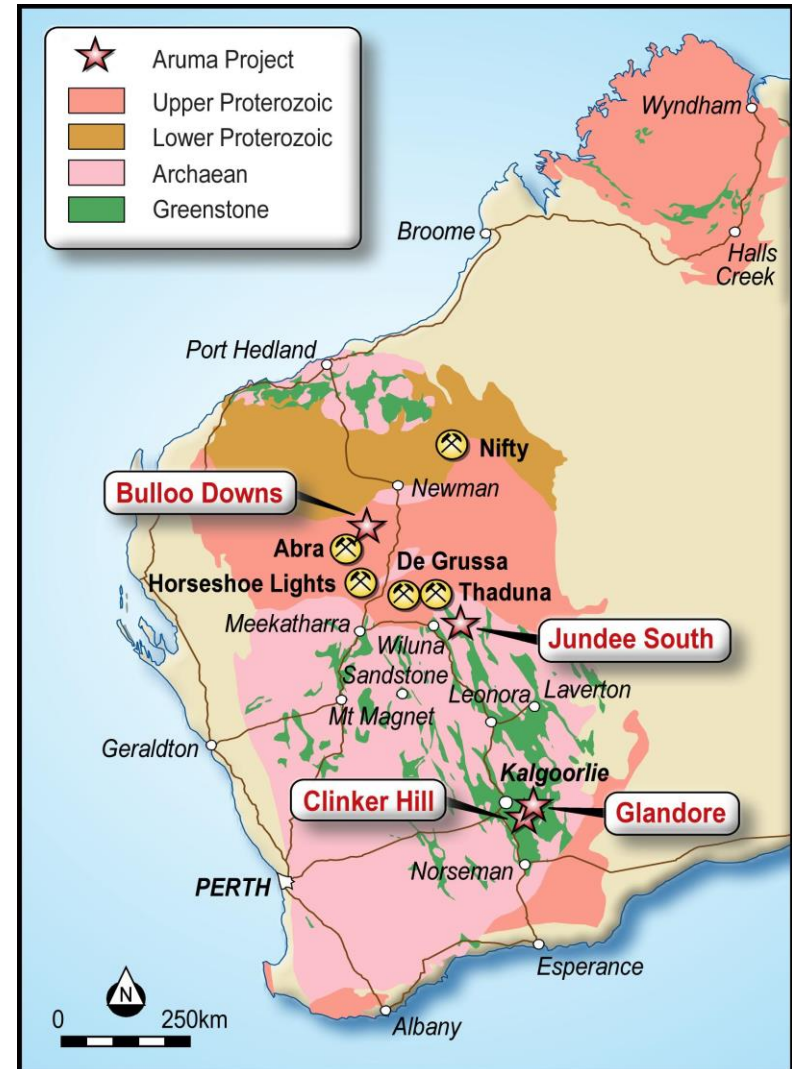 Aruma Project
Upper Proterozoic
Lower Proterozoic
Archaean
Greenstone
Wyndham
Broome
Halls
Creek
Port Hedland
Nifty
Bulloo Downs
Newman
Abra
De Grussa
Horseshoe Lights
Thaduna
Meekatharra
Wiluna
Jundee South
Sandstone
Leonora
Laverton
Mt Magnet
Geraldton
Kalgoorlie
Clinker Hill
Glandore
Norseman
PERTH
Esperance
N
0 250km
Albany